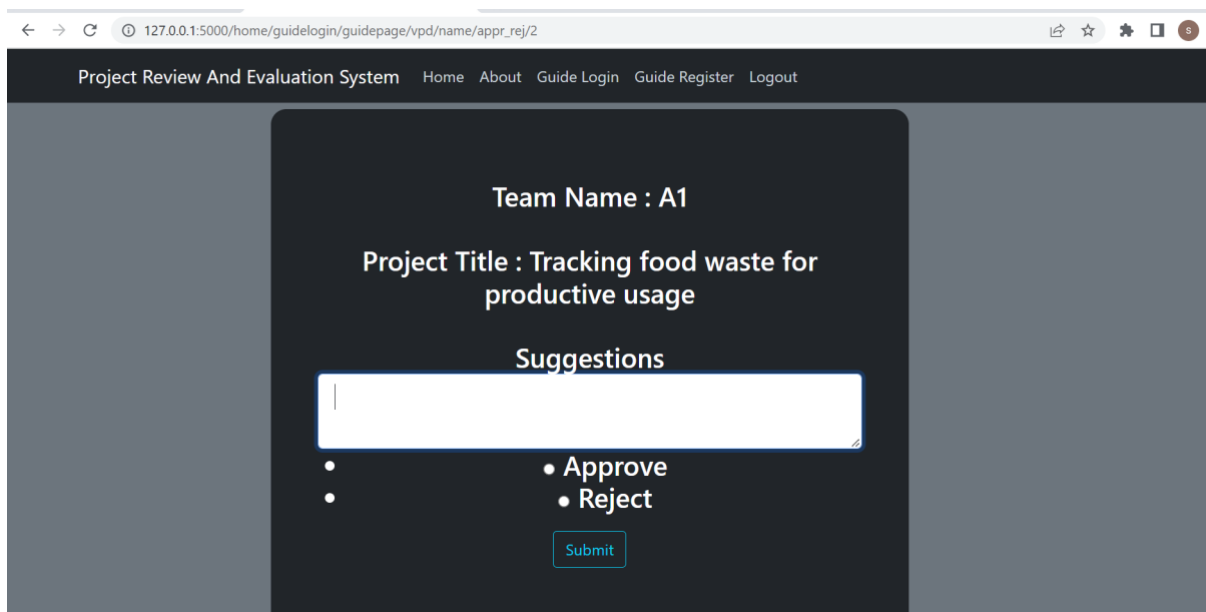 127.0.0.1:5000/home/guidelogin/guidepage/vpd/name/appr_rej/2
S
Project Review And Evaluation System Home About Guide Login Guide Register Logout
Team Name : A1
Project Title : Tracking food waste for
productive usage
Suggestions
Approve
Reject
Submit